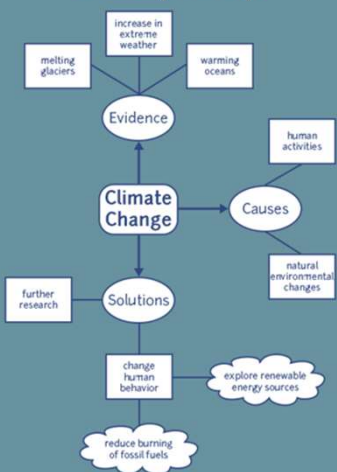 increase in
extreme
weather
melting
glaciers
warming
oceans
Evidence
human
activities
Climate
Change
Causes
natural
environmental
changes
further
research
Solutions
change
human
behavior
explore renewable
energy sources
reduce burning
of fossil fuels